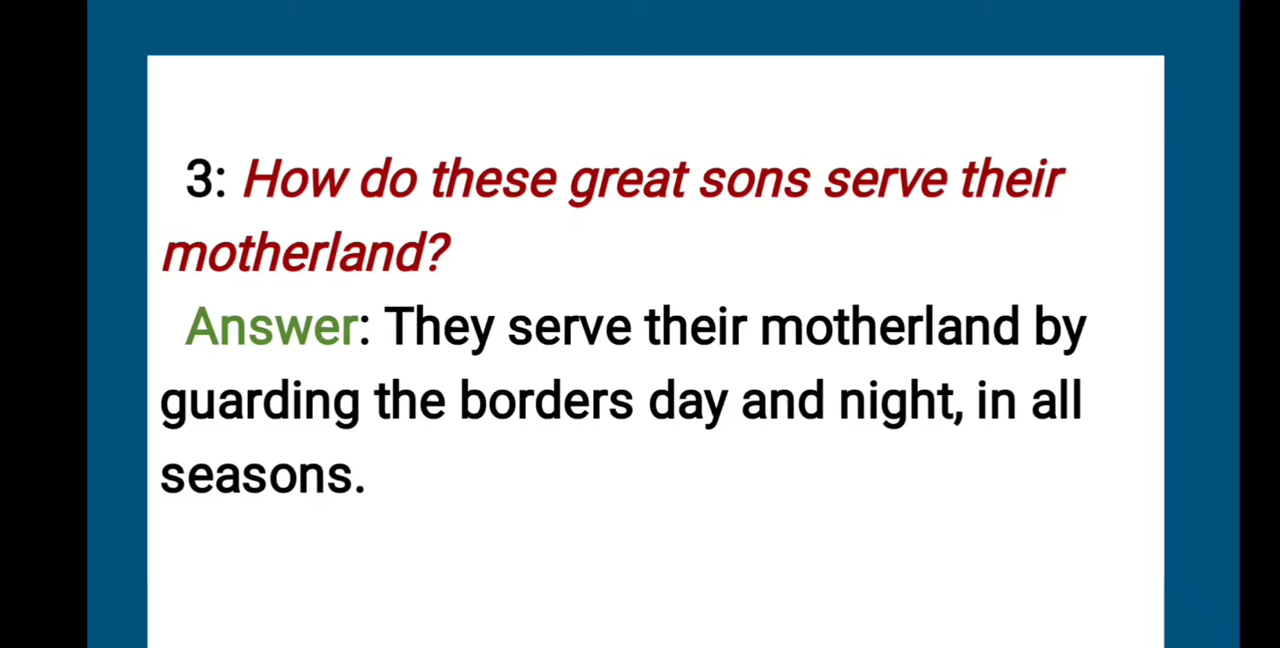 3: How do these great sons serve their
motherland?
Answer: They serve their motherland by
guarding the borders day and night, in all
seasons.